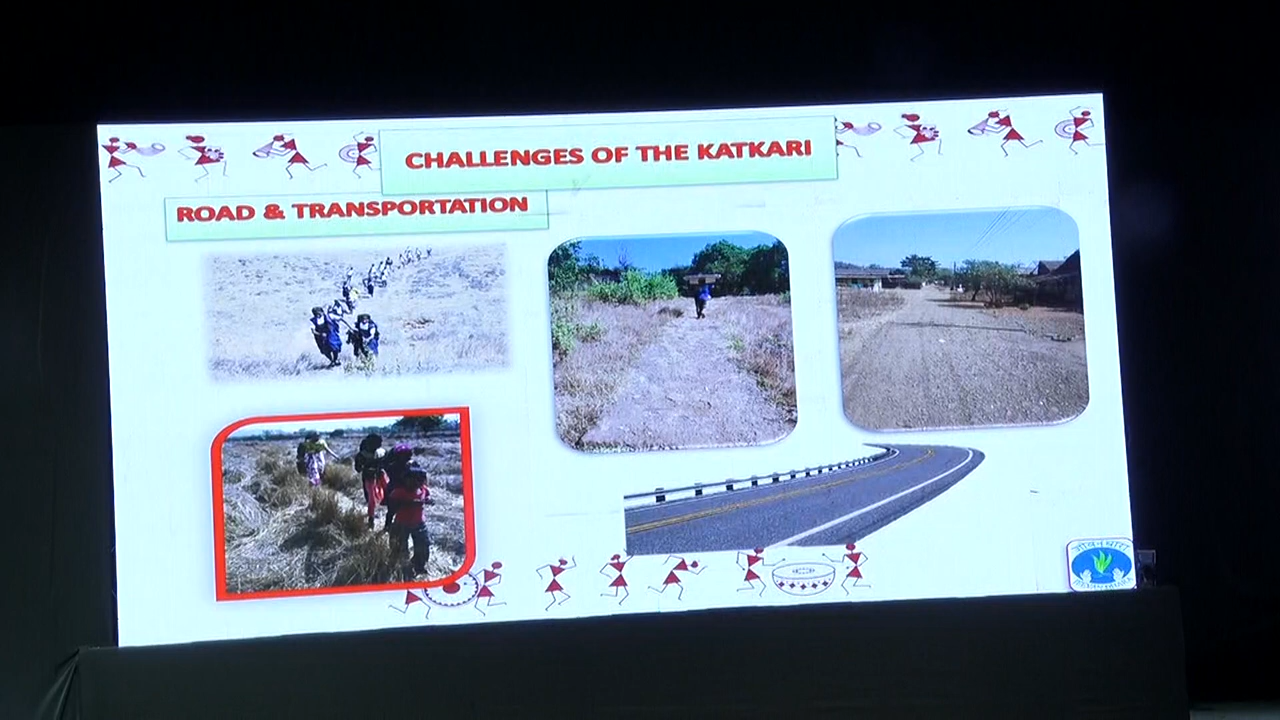 CHALLENGES OF THE KATKARI
ROAD & TRANSPORTATION